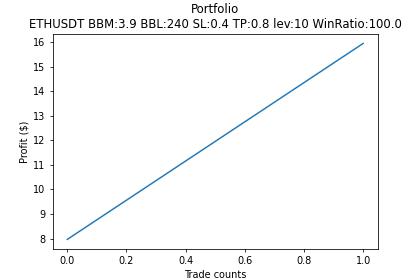 Portfolio
ETHUSDT BBM:3.9 BBL:240 SL:0.4 TP:0.8 lev:10 WinRatio:100.0
16
15
14
13
12
11
10
9
8
Profit ($)
0.0 0.2 0.4 0.6 0.8 1.0
Trade counts